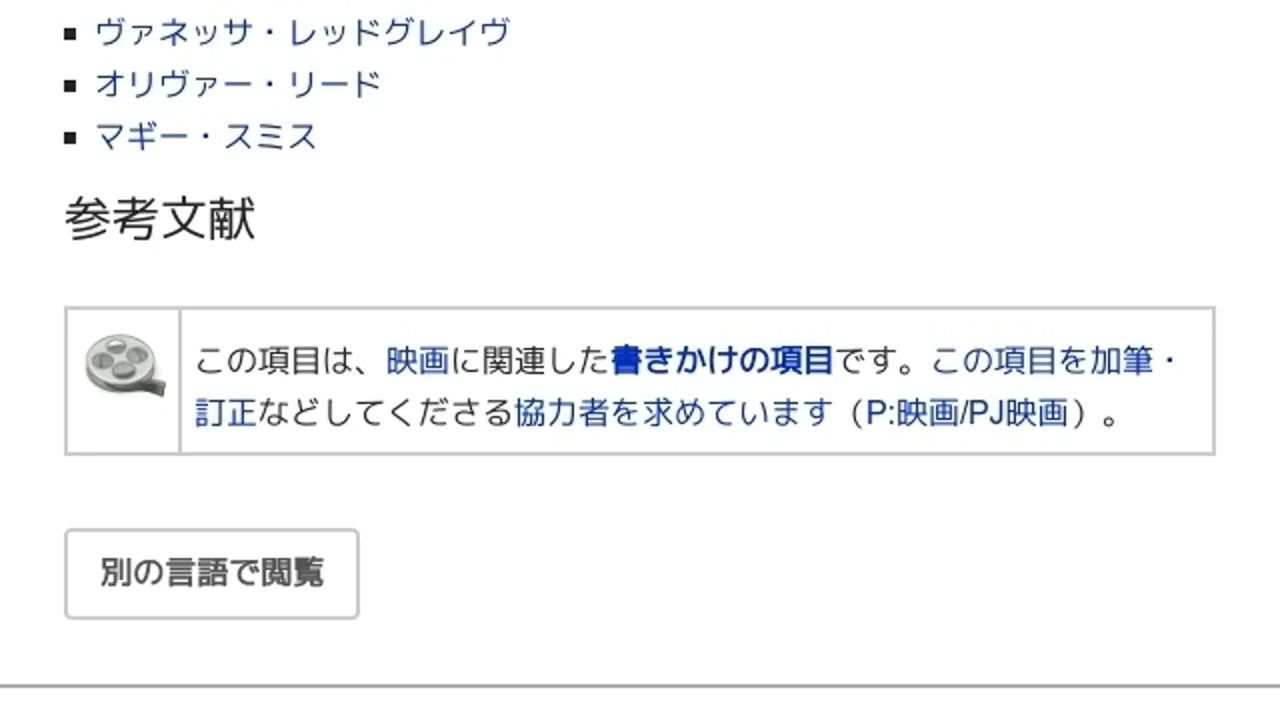 ヴァネッサ・レッドグレイヴ
オリヴァー・リード
マギー・スミス
参考文献
この項目は、映画に関連した書きかけの項目です。この項目を加筆・
訂正などしてくださる協力者を求めています（P:映画/PJ映画）。
別の言語で閲覧